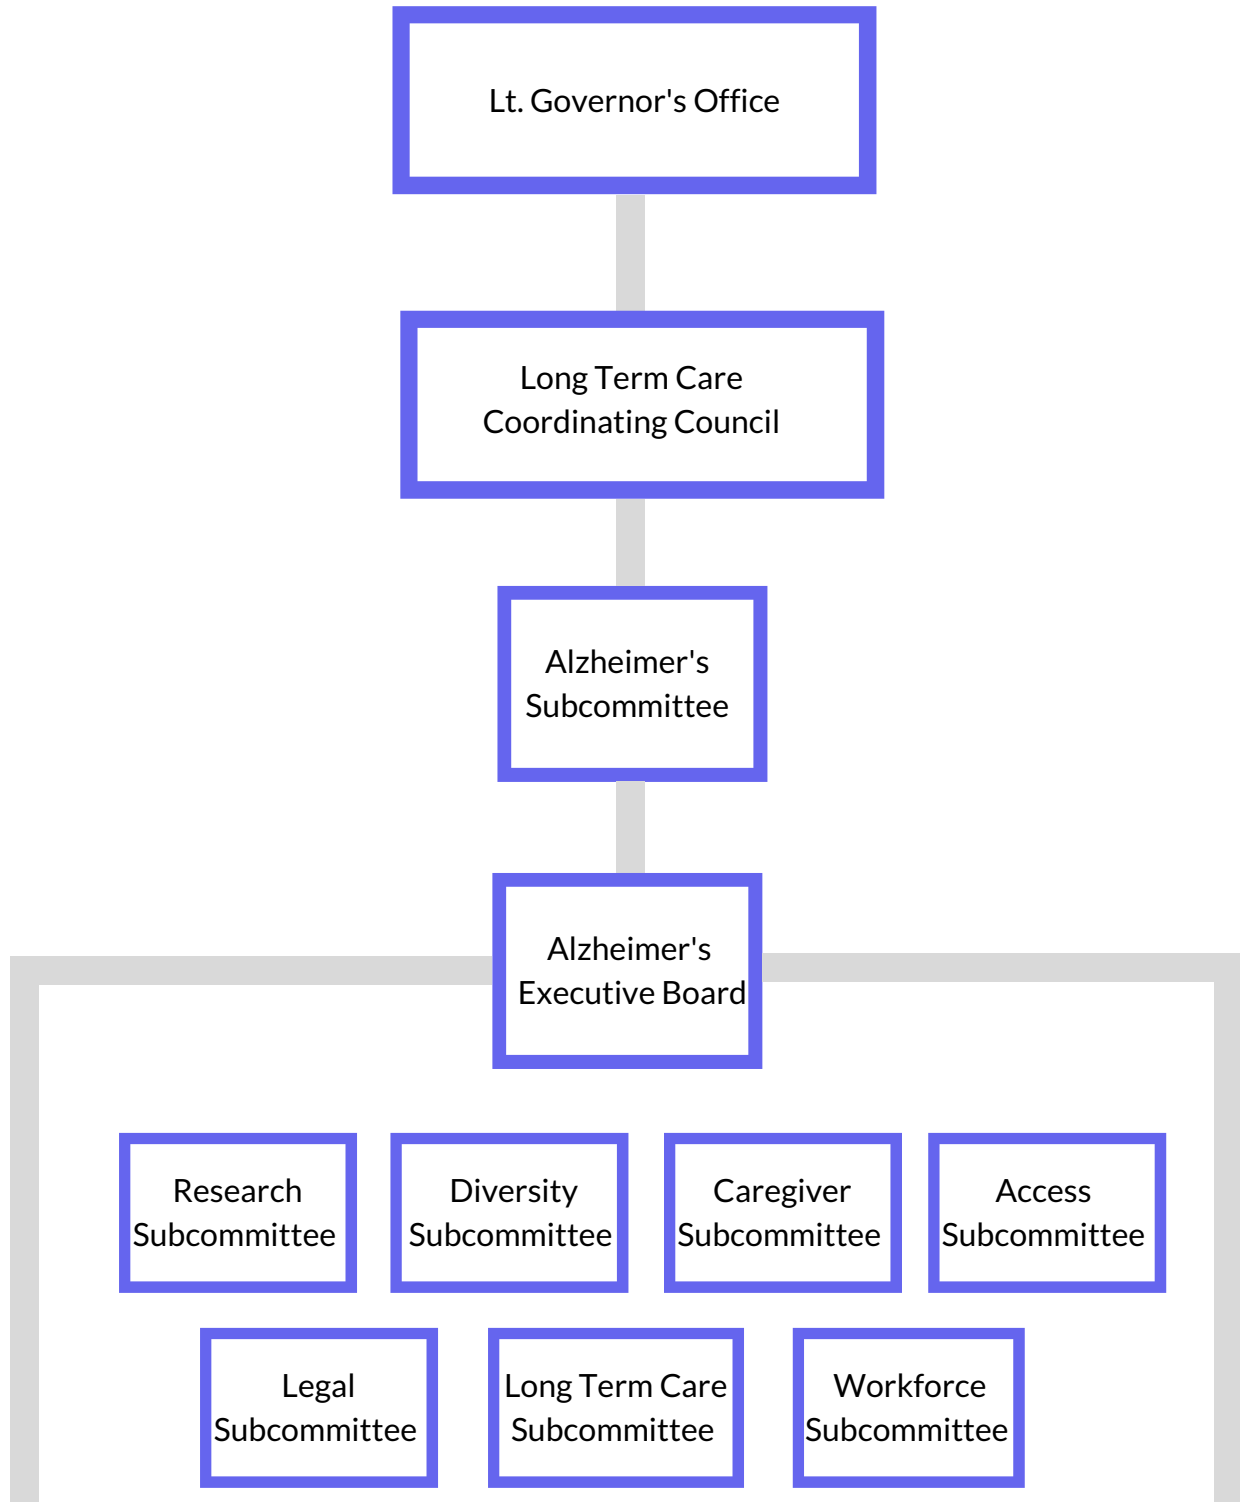 Lt. Governor's Office
Long Term Care
Coordinating Council
Alzheimer's
Subcommittee
Alzheimer's
Executive Board
Research
Subcommittee
Diversity
Subcommittee
Caregiver
Subcommittee
Access
Subcommittee
Legal
Subcommittee
Long Term Care
Subcommittee
Workforce
Subcommittee